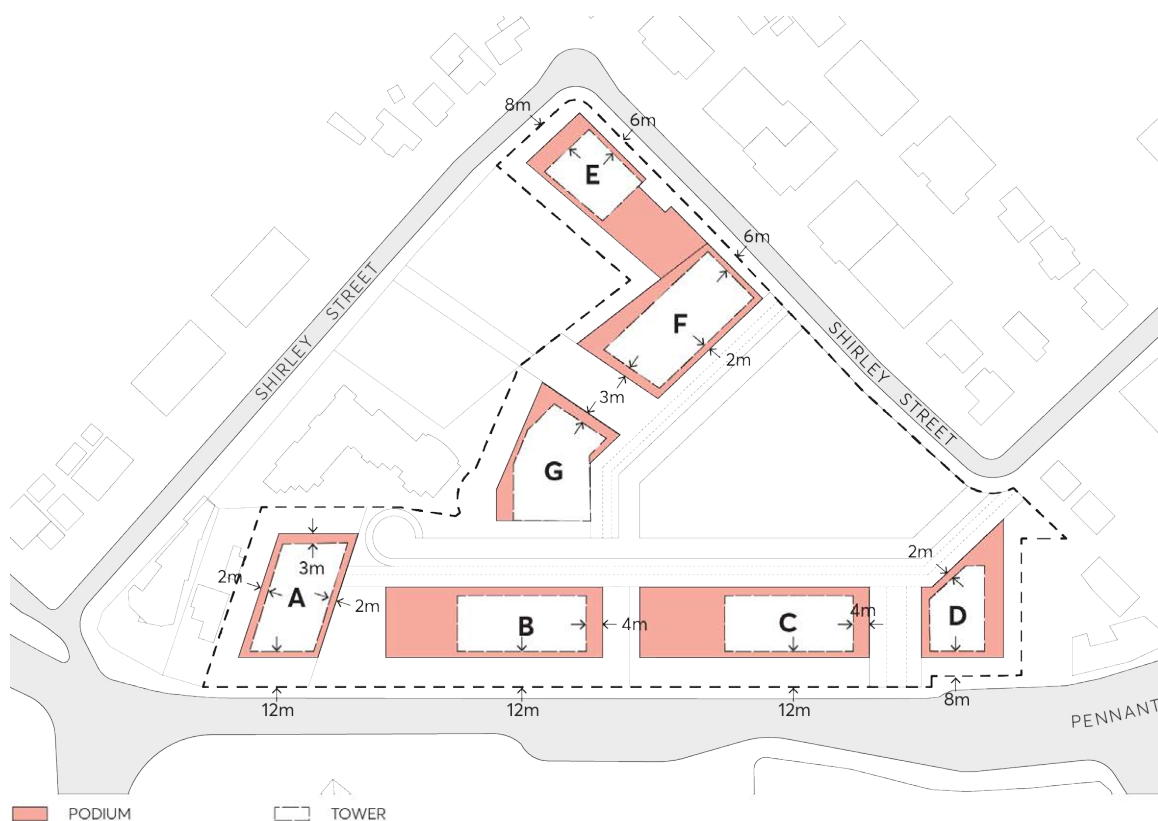 8m
6m
E
6m
SHIRLEY STREET
F
SHIRLEY STREET
2m
3m
G
2m
3m
2m
A
2m
B
4m
C
4m
D
12m
12m
12m
8m
PENNANT
PODIUM
TOWER